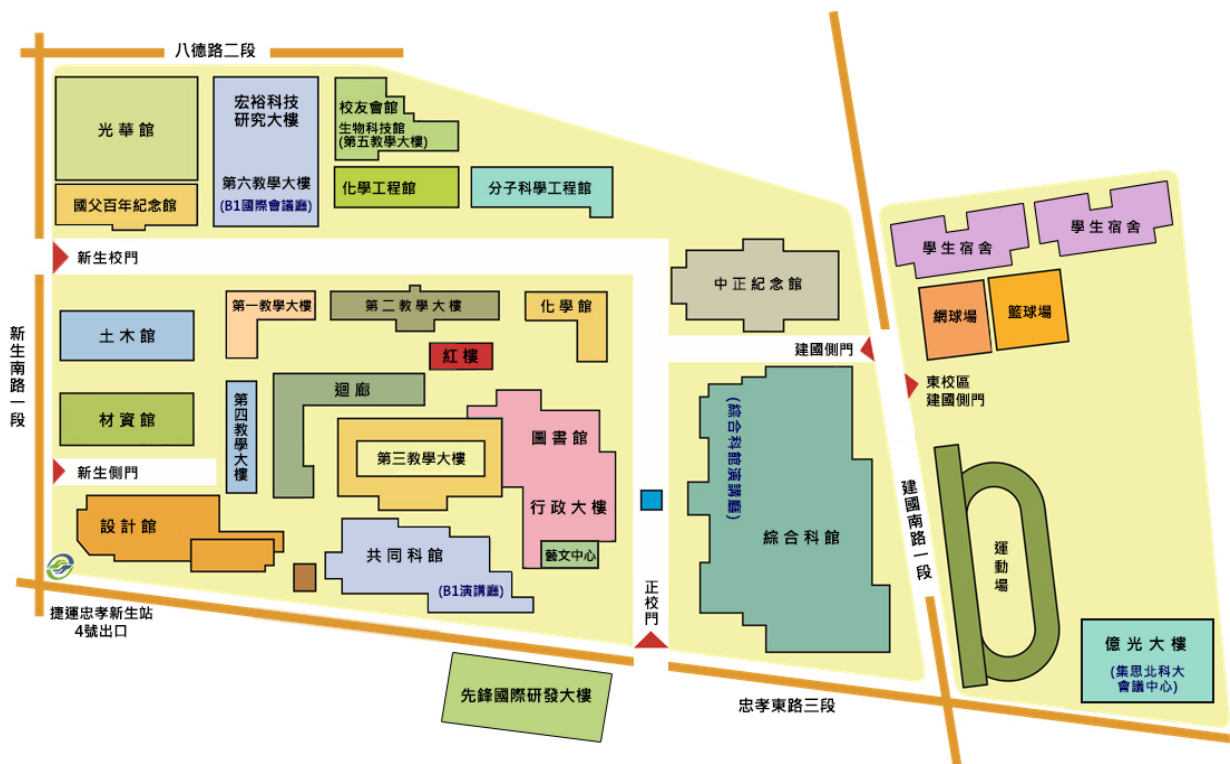 八德路二段
光華館
宏裕科技
研究大樓
第六教學大樓
(B1國際會議廳)
校友會館
生物科技館
(第五教學大樓)
國父百年紀念館
化學工程館
分子科學工程館
新生校門
中正紀念館
學生宿舍
學生宿舍
網球場
籃球場
第一教學大樓
第二教學大樓
化學館
土木館
紅樓
建國側門
東校區
建國側門
新生南路一段
材資館
第四教學大樓
迴廊
第三教學大樓
圖書館
行政大樓
(綜合科館演講廳)
綜合科館
新生側門
設計館
共同科館
(B1演講廳)
藝文中心
建國南路一段
運動場
捷運忠孝新生站
4號出口
正校門
億光大樓
(集思北科大
會議中心)
先鋒國際研發大樓
忠孝東路三段